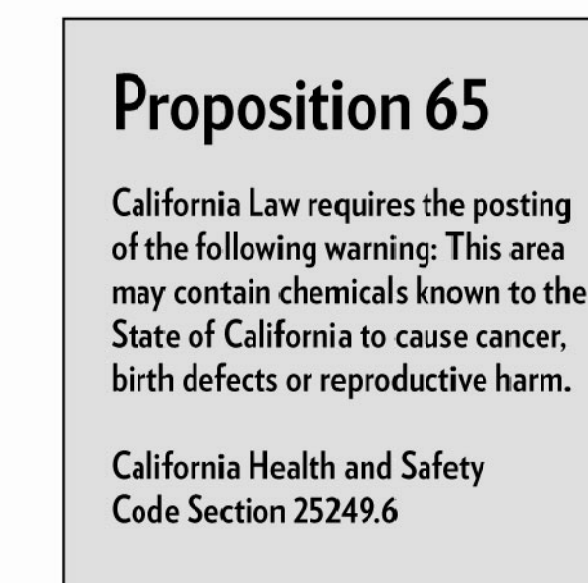 Proposition 65
California Law requires the posting
of the following warning: This area
may contain chemicals known to the
State of California to cause cancer,
birth defects or reproductive harm.
California Health and Safety
Code Section 25249.6